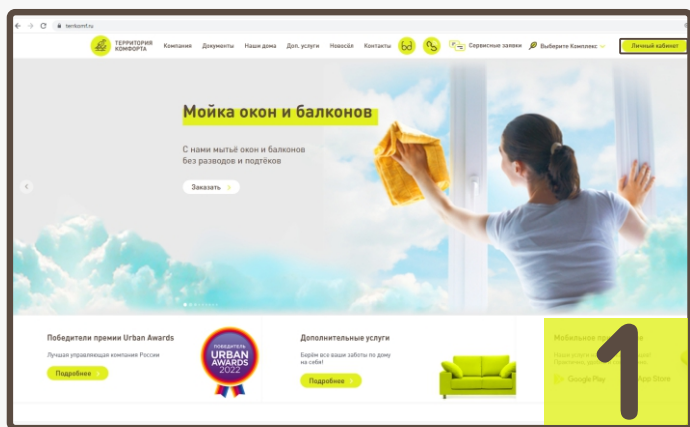 terrkomf.ru
ТЕРРИТОРИЯ
КОМФОРТА
Компания Документы Наши дома Доп. услуги Новосёл Контакты Сервисные заявки Выберите Комплекс Личный кабинет
Мойка окон и балконов
С нами мытьё окон и балконов
без разводов и подтёков
Заказать
Победители премии Urban Awards
Лучшая управляющая компания России
Подробнее
ПОБЕДИТЕЛЬ
URBAN
AWARDS
2022
Дополнительные услуги
Берём все ваши заботы по дому
на себя!
Подробнее
Мобильное
Наши услуги
Google Play
App Store
1